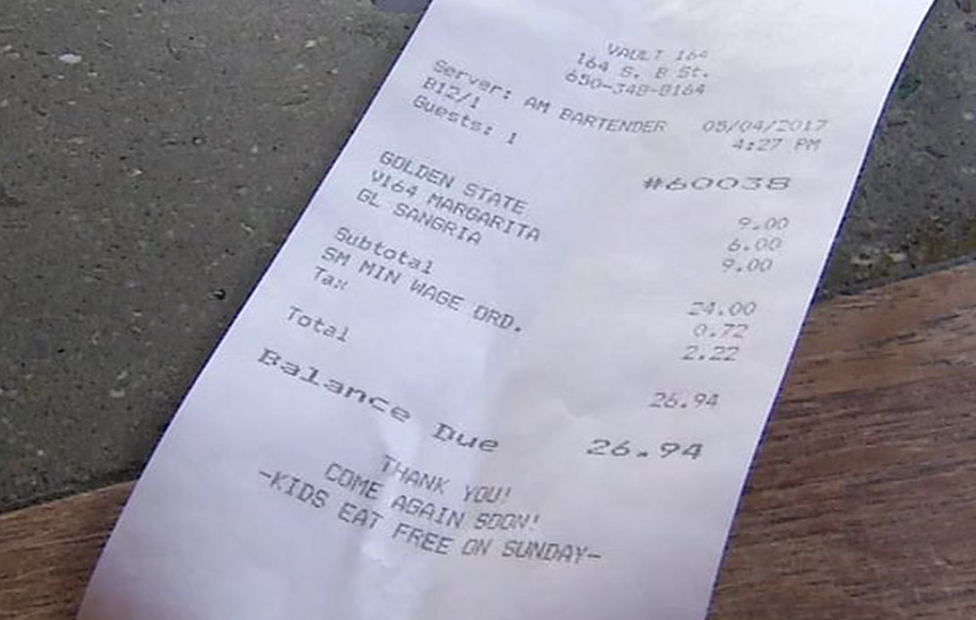 VAULT 164
164 S. B St.
650-348-8164
Server: AM BARTENDER 05/04/2017
B12/1 4:27 PM
Guests: 1
#60038
GOLDEN STATE 9.00
V164 MARGARITA 6.00
GL SANGRIA 9.00
Subtotal 24.00
SM MIN WAGE ORD. 0.72
Tax 2.22
Total 26.94
Balance Due 26.94
THANK YOU!
COME AGAIN SOON!
-KIDS EAT FREE ON SUNDAY-